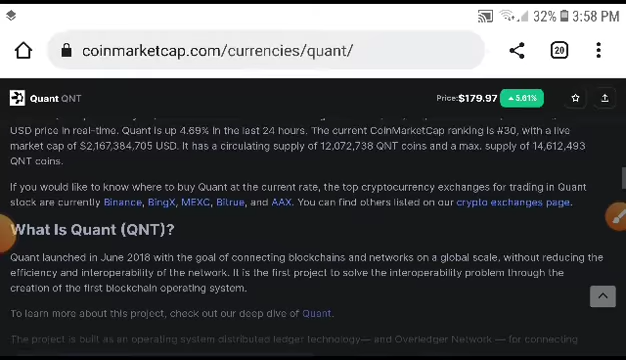 32% 3:58 PM
coinmarketcap.com/currencies/quant/
20
Quant QNT
Price: $179.97 5.61%
USD price in real-time. Quant is up 4.69% in the last 24 hours. The current CoinMarketCap ranking is #30, with a live
market cap of $2,167,384,705 USD. It has a circulating supply of 12,072,738 QNT coins and a max. supply of 14,612,493
QNT coins.
If you would like to know where to buy Quant at the current rate, the top cryptocurrency exchanges for trading in Quant
stock are currently Binance, BingX, MEXC, Bitrue, and AAX. You can find others listed on our crypto exchanges page.
What Is Quant (QNT)?
Quant launched in June 2018 with the goal of connecting blockchains and networks on a global scale, without reducing the
efficiency and interoperability of the network. It is the first project to solve the interoperability problem through the
creation of the first blockchain operating system.
To learn more about this project, check out our deep dive of Quant.
The project is built as an operating system distributed ledger technology— and Overledger Network — for connecting